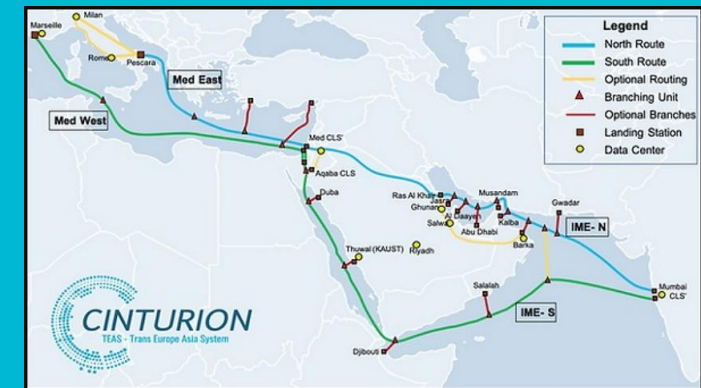 Milan
Marseille
Rome
Pescara
Med East
Med West
Legend
North Route
South Route
Optional Routing
Branching Unit
Optional Branches
Landing Station
Data Center
Med CLS'
Aqaba CLS
Duba
Ras Al Khair
Jasra
Ghunan
Al Daayen
Salwa
Abu Dhabi
Musandam
Kalba
Gwadar
Barka
IME- N
Thuwal (KAUST)
Riyadh
Mumbai
CLS'
Salalah
IME- S
Djibouti
CINTURION
TEAS - Trans Europe Asia System